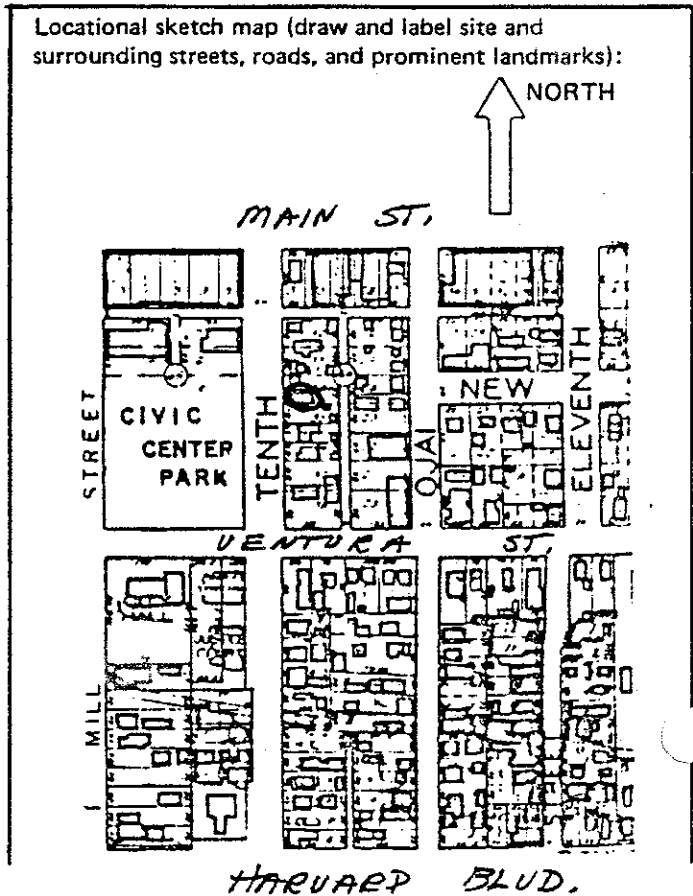 Locational sketch map (draw and label site and
surrounding streets, roads, and prominent landmarks):
NORTH
MAIN ST.
STREET
CIVIC
CENTER
PARK
TENTH
OJAI
NEW
ELEVENTH
VENTURA ST.
MILL
HARVARD BLVD.